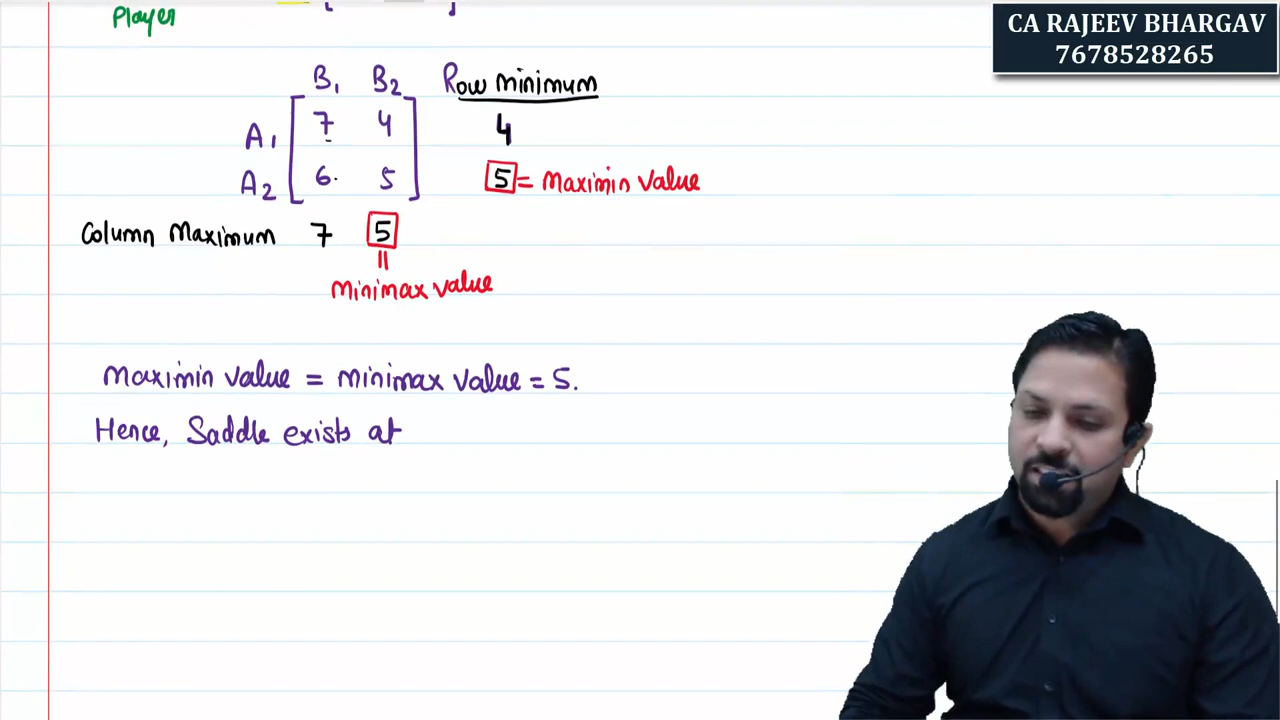 Player
CA RAJEEV BHARGAV
7678528265
B1 B2 Row minimum
A1 7 4 4
A2 6 5 5 = Maximin Value
Column Maximum 7 5
=
Minimax Value
Maximin Value = Minimax Value = 5.
Hence, Saddle exists at